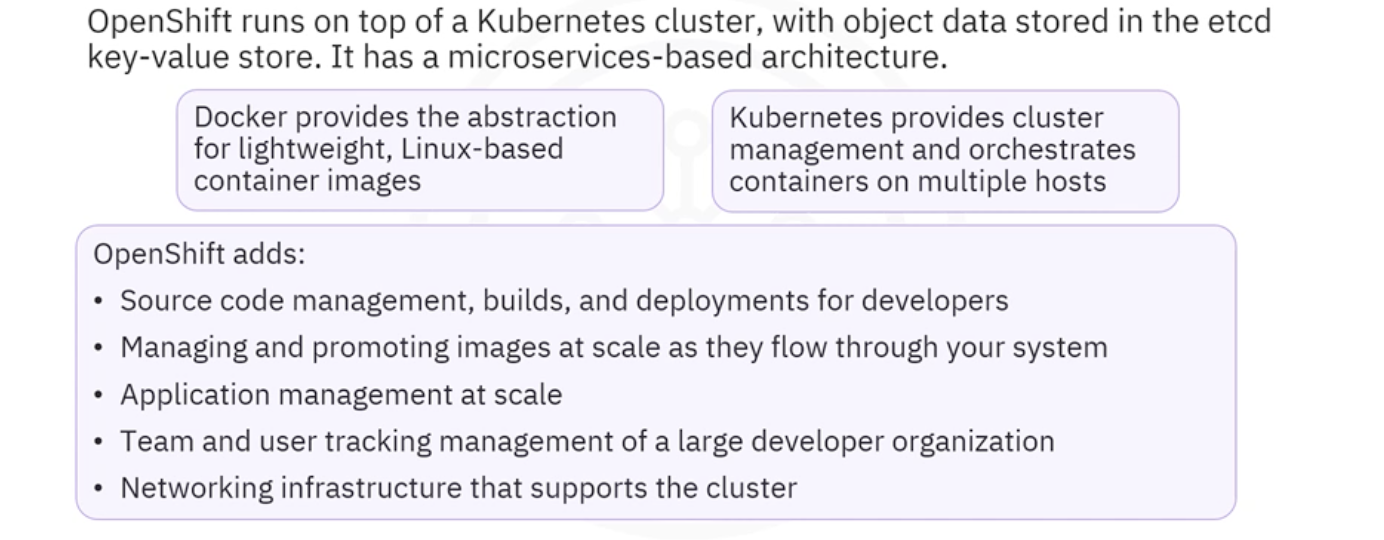 OpenShift runs on top of a Kubernetes cluster, with object data stored in the etcd
key-value store. It has a microservices-based architecture.
Docker provides the abstraction
for lightweight, Linux-based
container images
Kubernetes provides cluster
management and orchestrates
containers on multiple hosts
OpenShift adds:
• Source code management, builds, and deployments for developers
• Managing and promoting images at scale as they flow through your system
• Application management at scale
• Team and user tracking management of a large developer organization
• Networking infrastructure that supports the cluster